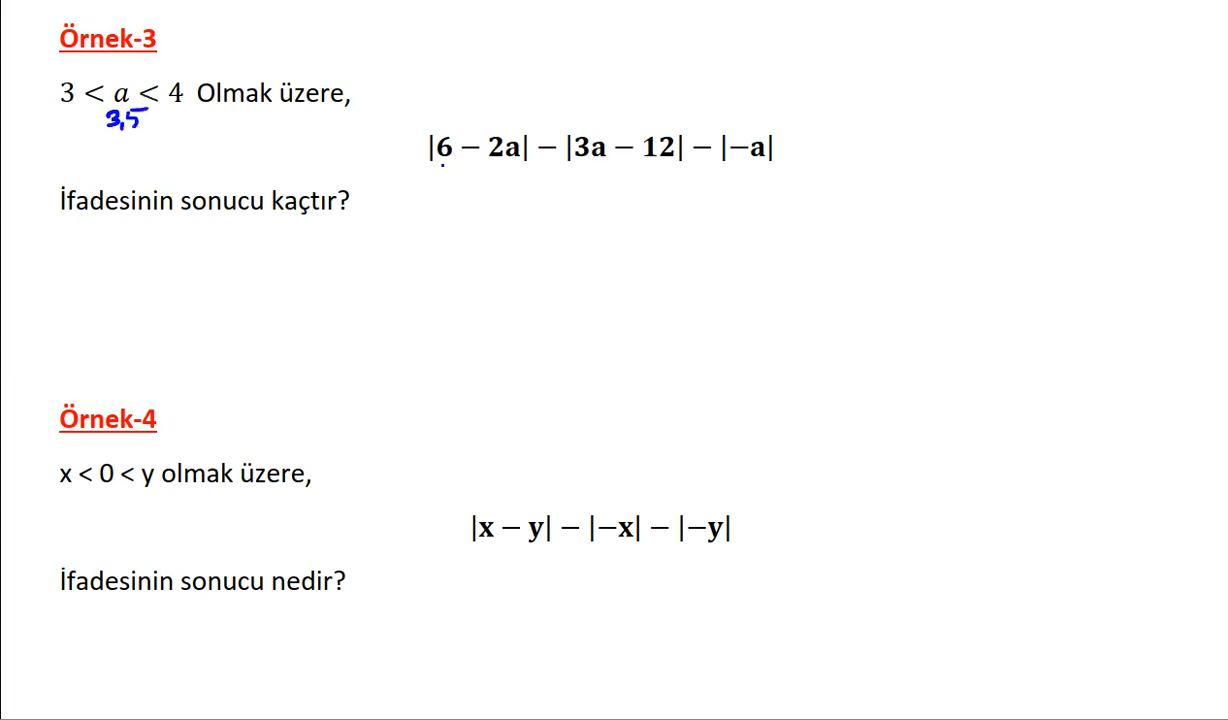 Örnek-3
3 < a < 4 Olmak üzere,
3,5
|6 − 2a| − |3a − 12| − |−a|
İfadesinin sonucu kaçtır?
Örnek-4
x < 0 < y olmak üzere,
|x − y| − |−x| − |−y|
İfadesinin sonucu nedir?